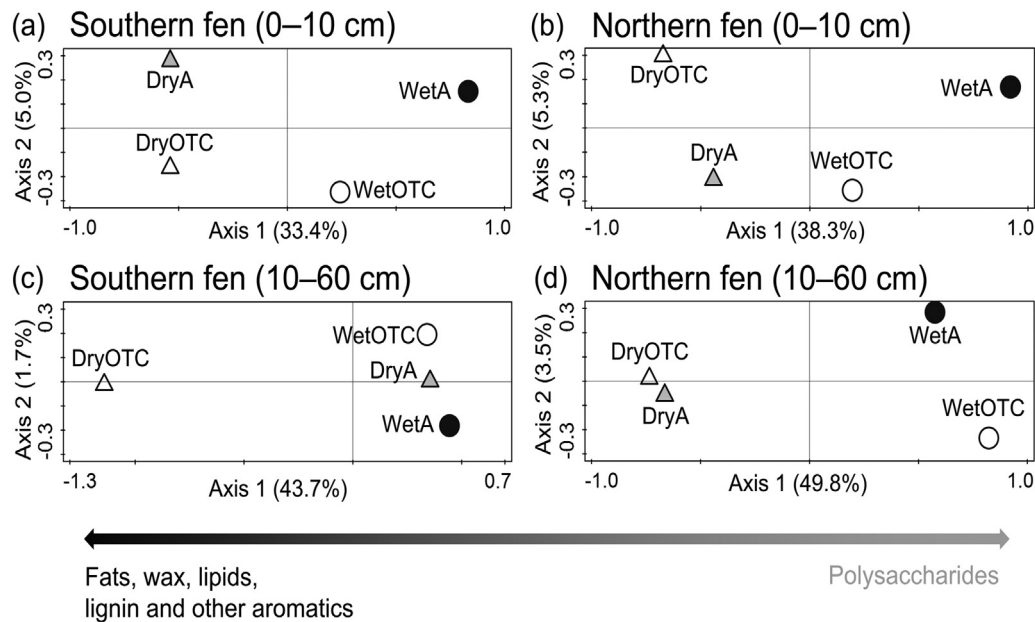 (a) Southern fen (0–10 cm)
0.3
-0.3
Axis 2 (5.0%)
DryA
WetA
DryOTC
WetOTC
-1.0
Axis 1 (33.4%)
1.0
(b) Northern fen (0–10 cm)
0.3
-0.3
Axis 2 (5.3%)
DryOTC
WetA
DryA
WetOTC
-1.0
Axis 1 (38.3%)
1.0
(c) Southern fen (10–60 cm)
0.3
-0.3
Axis 2 (1.7%)
WetOTC
DryOTC
DryA
WetA
-1.3
Axis 1 (43.7%)
0.7
(d) Northern fen (10–60 cm)
0.3
-0.3
Axis 2 (3.5%)
WetA
DryOTC
DryA
WetOTC
-1.0
Axis 1 (49.8%)
1.0
Fats, wax, lipids,
lignin and other aromatics
Polysaccharides